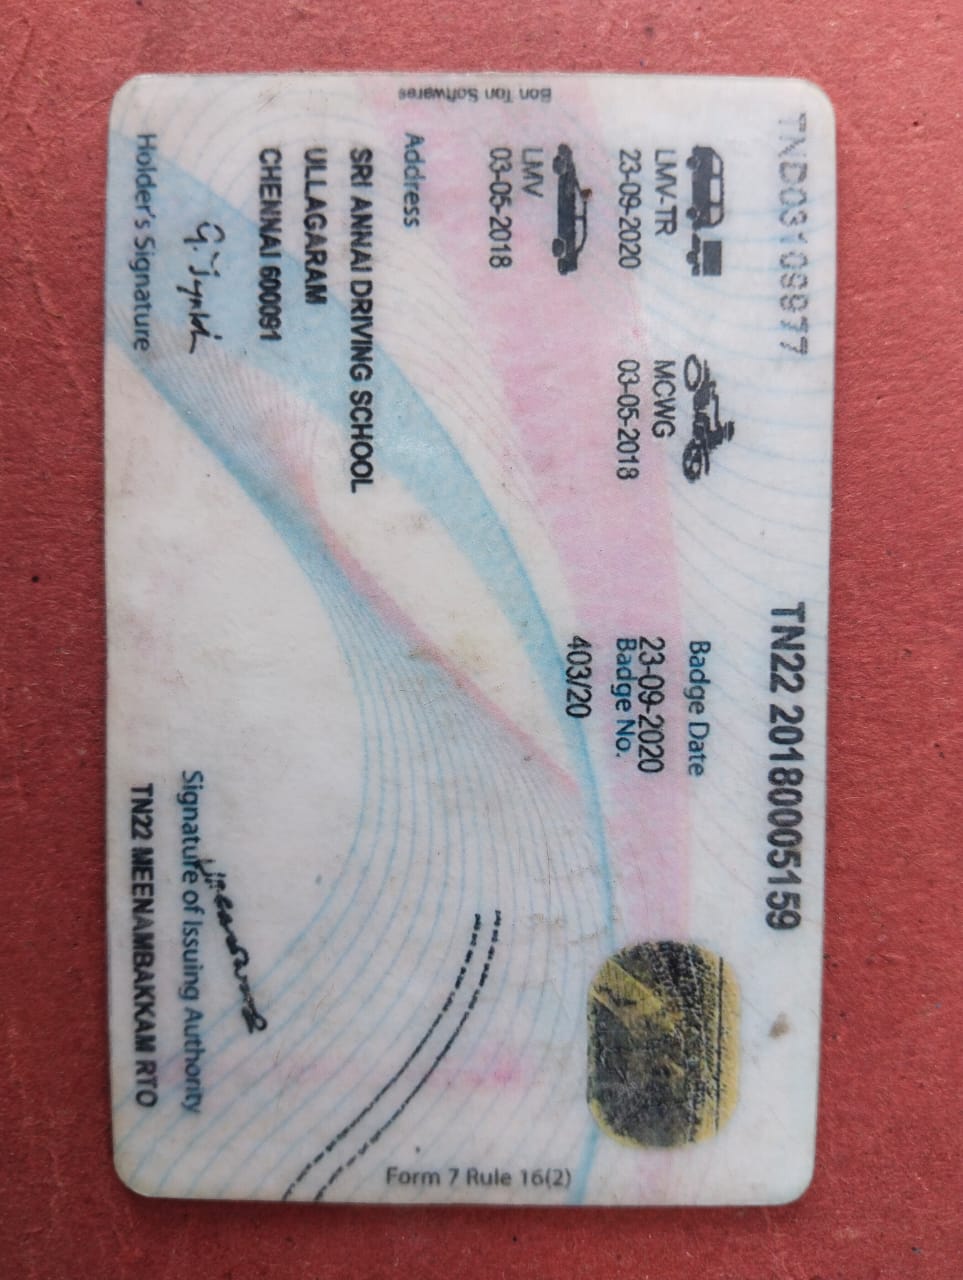 TN22 20180005159
LMV-TR
23-09-2020
MCWG
03-05-2018
Badge Date
23-09-2020
Badge No.
403/20
LMV
03-05-2018
Address
SRI ANNAI DRIVING SCHOOL
ULLAGARAM
CHENNAI 600091
Holder's Signature
Signature of Issuing Authority
TN22 MEENAMBAKKAM RTO
Form 7 Rule 16(2)
Bon Ton Softwares